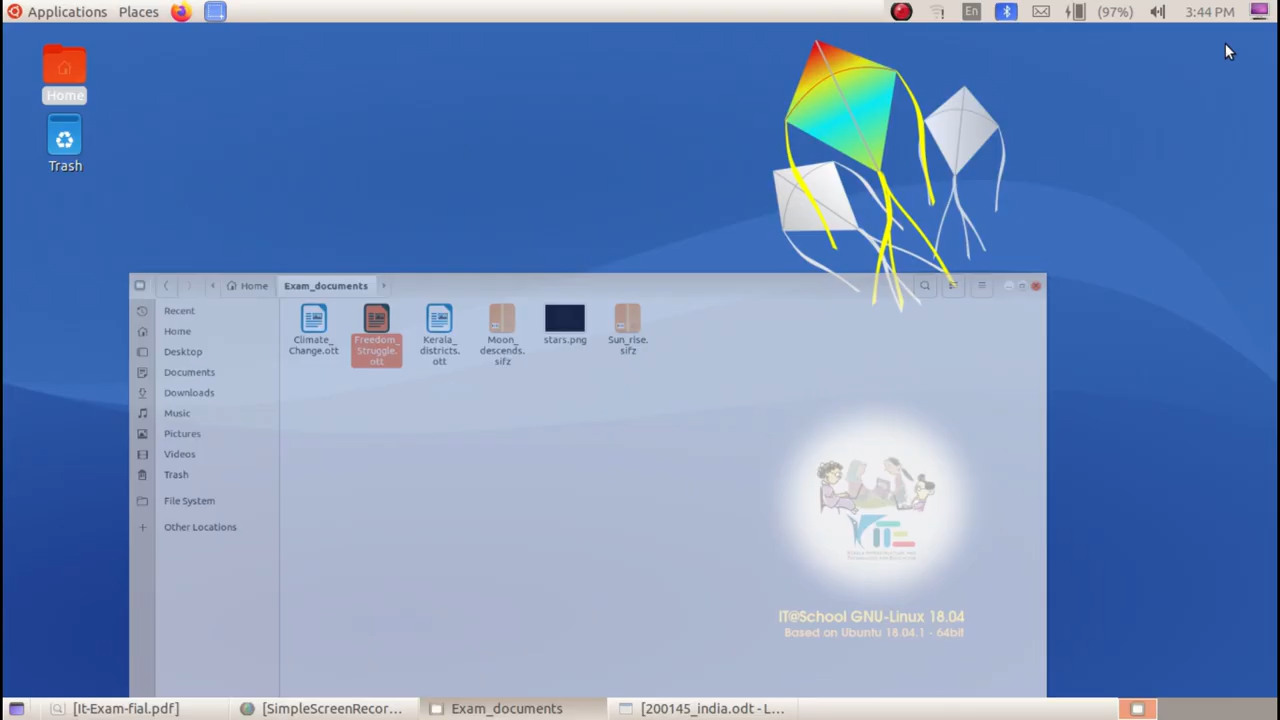 Applications Places En (97%) 3:44 PM
Home
Trash
Home Exam_documents
Recent
Home
Desktop
Documents
Downloads
Music
Pictures
Videos
Trash
File System
Other Locations
Climate_
Change.ott
Freedom_
Struggle.
ott
Kerala_
districts.
ott
Moon_
descends.
sifz
stars.png
Sun_rise.
sifz
KITE
IT@School GNU-Linux 18.04
Based on Ubuntu 18.04.1 - 64bit
[It-Exam-fial.pdf] [SimpleScreenRecor... Exam_documents [200145_india.odt - L...